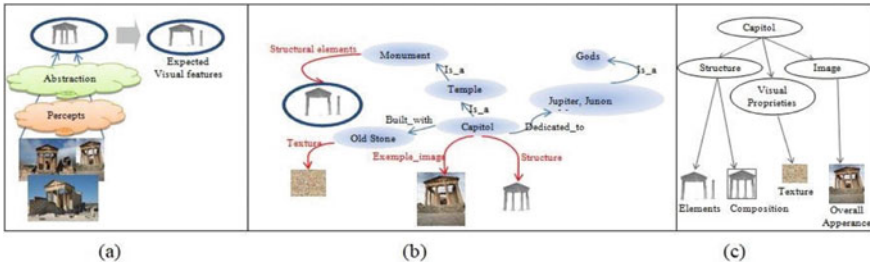 Expected
Visual features
Abstraction
Percepts
(a)
Structural elements
Monument
Gods
Is_a
Is_a
Temple
Jupiter, Junon
Is_a
Built_with
Old Stone
Capitol
Dedicated_to
Texture
Exemple_image
Structure
(b)
Capitol
Structure
Image
Visual
Proprieties
Elements
Composition
Texture
Overall
Apperance
(c)